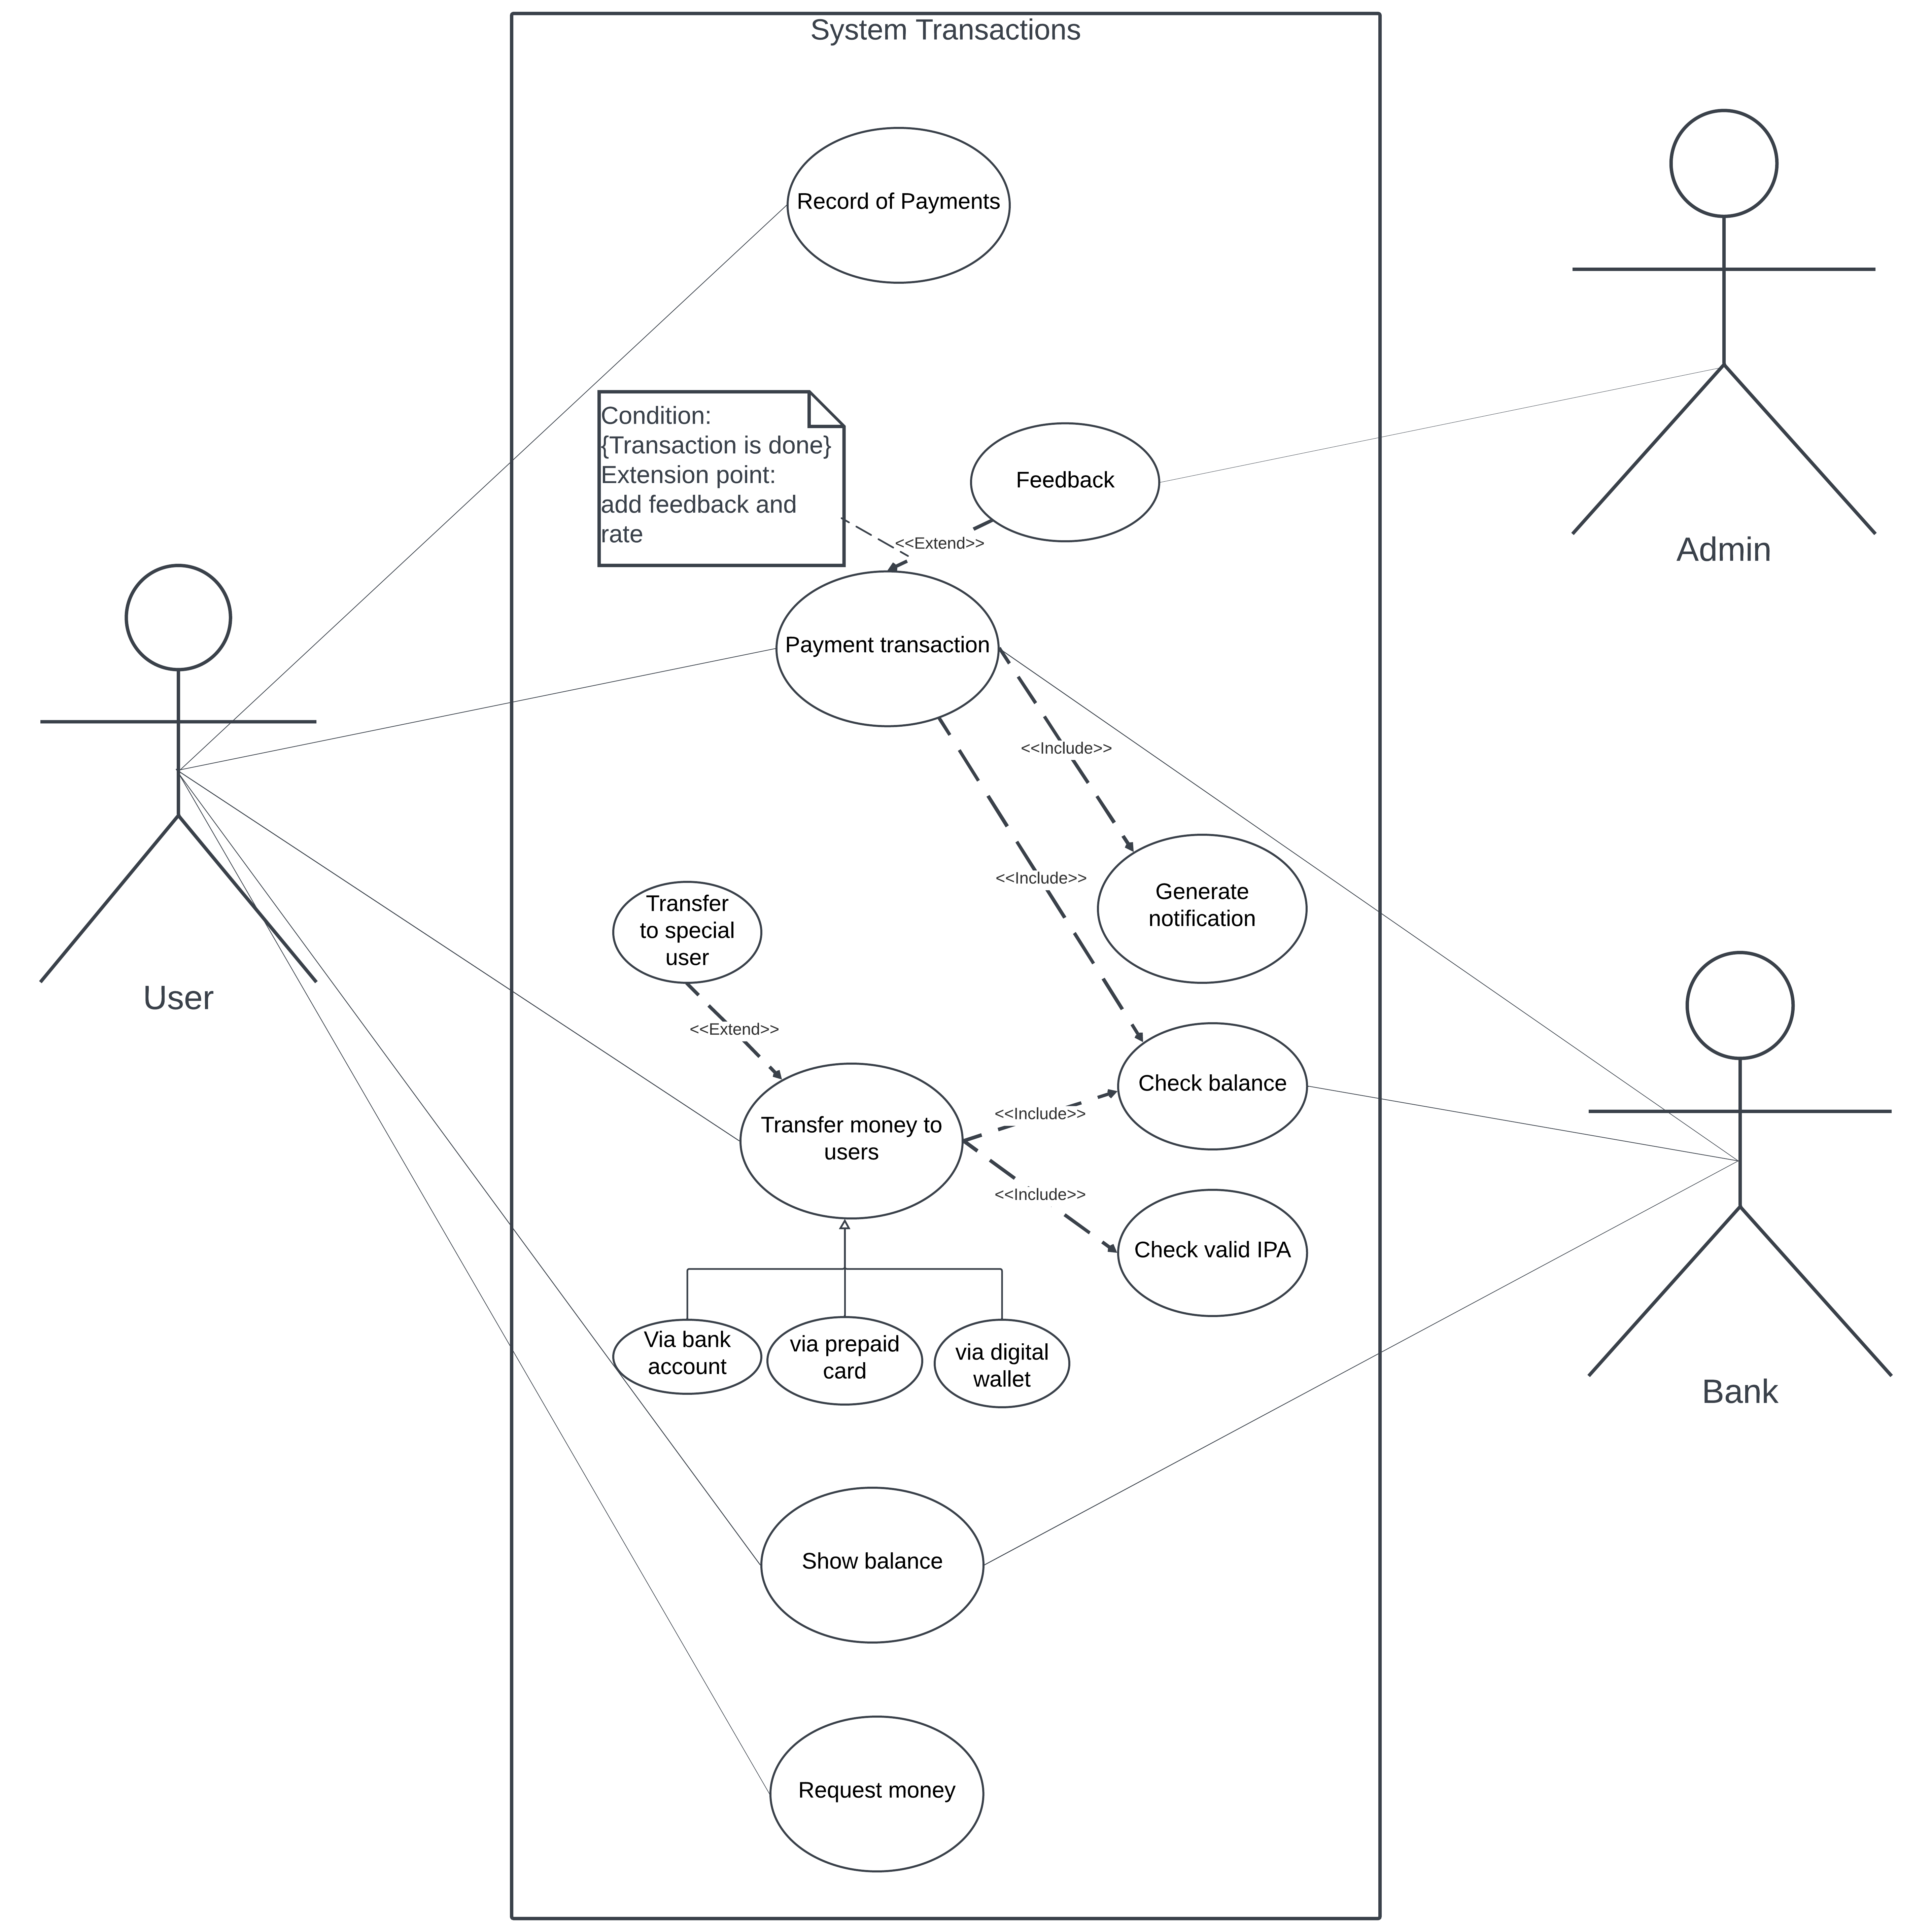 System Transactions
Record of Payments
Condition:
{Transaction is done}
Extension point:
add feedback and
rate
Feedback
<<Extend>>
Admin
Payment transaction
<<Include>>
<<Include>>
Generate
notification
Transfer
to special
user
User
<<Extend>>
Check balance
<<Include>>
Transfer money to
users
<<Include>>
Check valid IPA
Via bank
account
via prepaid
card
via digital
wallet
Bank
Show balance
Request money